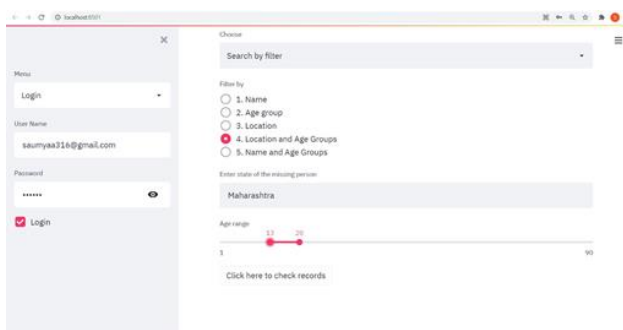 localhost:8501
Menu
Login
User Name
saumyaa316@gmail.com
Password
••••••
Login
Choose
Search by filter
Filter by
1. Name
2. Age group
3. Location
4. Location and Age Groups
5. Name and Age Groups
Enter state of the missing person
Maharashtra
Age range
13 20
1 90
Click here to check records